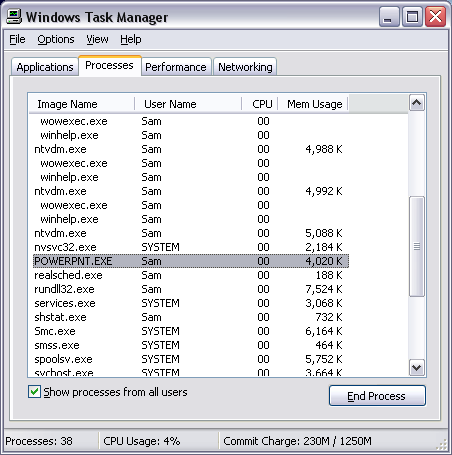 Windows Task Manager
File Options View Help
Applications Processes Performance Networking
Image Name User Name CPU Mem Usage
wowexec.exe Sam 00
winhelp.exe Sam 00
ntvdm.exe Sam 00 4,988 K
wowexec.exe Sam 00
winhelp.exe Sam 00
ntvdm.exe Sam 00 4,992 K
wowexec.exe Sam 00
winhelp.exe Sam 00
ntvdm.exe Sam 00 5,088 K
nvsvc32.exe SYSTEM 00 2,184 K
POWERPNT.EXE Sam 00 4,020 K
realsched.exe Sam 00 188 K
rundll32.exe Sam 00 7,524 K
services.exe SYSTEM 00 3,068 K
shstat.exe Sam 00 732 K
Smc.exe SYSTEM 00 6,164 K
smss.exe SYSTEM 00 464 K
spoolsv.exe SYSTEM 00 5,752 K
svchost.exe SYSTEM 00 3,664 K
Show processes from all users
End Process
Processes: 38 CPU Usage: 4% Commit Charge: 230M / 1250M